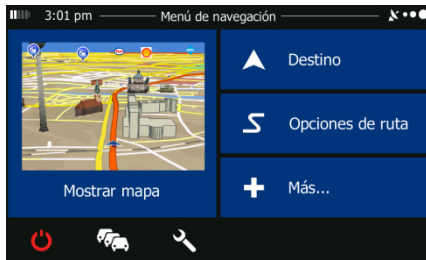 3:01 pm
Menú de navegación
Mostrar mapa
Destino
Opciones de ruta
Más...